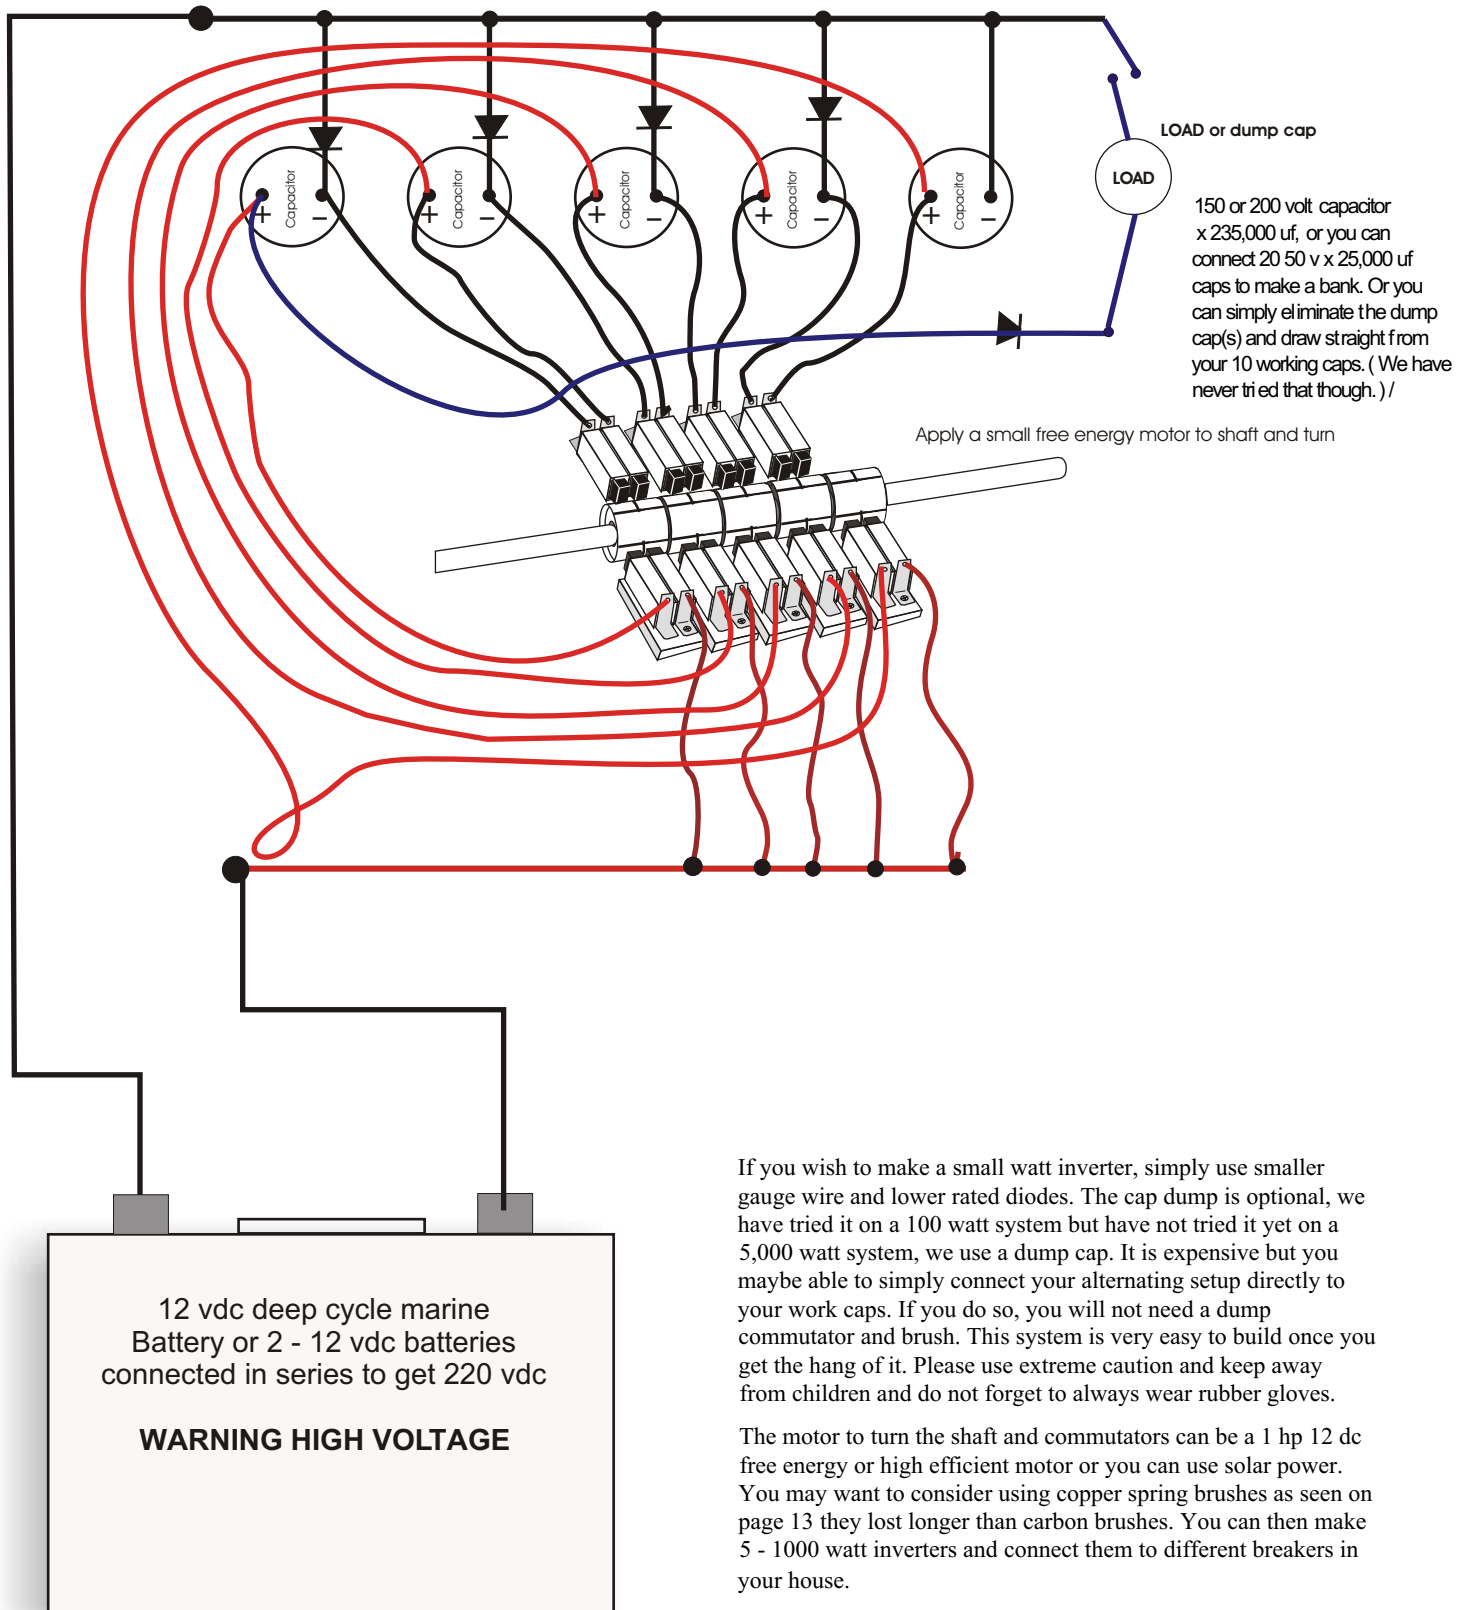 LOAD or dump cap
LOAD
Capacitor
Capacitor
Capacitor
Capacitor
Capacitor
+ −
+ −
+ −
+ −
+ −
150 or 200 volt capacitor
x 235,000 uf, or you can
connect 20 50 v x 25,000 uf
caps to make a bank. Or you
can simply eliminate the dump
cap(s) and draw straight from
your 10 working caps. ( We have
never tried that though. ) /
Apply a small free energy motor to shaft and turn
12 vdc deep cycle marine
Battery or 2 - 12 vdc batteries
connected in series to get 220 vdc
WARNING HIGH VOLTAGE
If you wish to make a small watt inverter, simply use smaller
gauge wire and lower rated diodes. The cap dump is optional, we
have tried it on a 100 watt system but have not tried it yet on a
5,000 watt system, we use a dump cap. It is expensive but you
maybe able to simply connect your alternating setup directly to
your work caps. If you do so, you will not need a dump
commutator and brush. This system is very easy to build once you
get the hang of it. Please use extreme caution and keep away
from children and do not forget to always wear rubber gloves.
The motor to turn the shaft and commutators can be a 1 hp 12 dc
free energy or high efficient motor or you can use solar power.
You may want to consider using copper spring brushes as seen on
page 13 they lost longer than carbon brushes. You can then make
5 - 1000 watt inverters and connect them to different breakers in
your house.